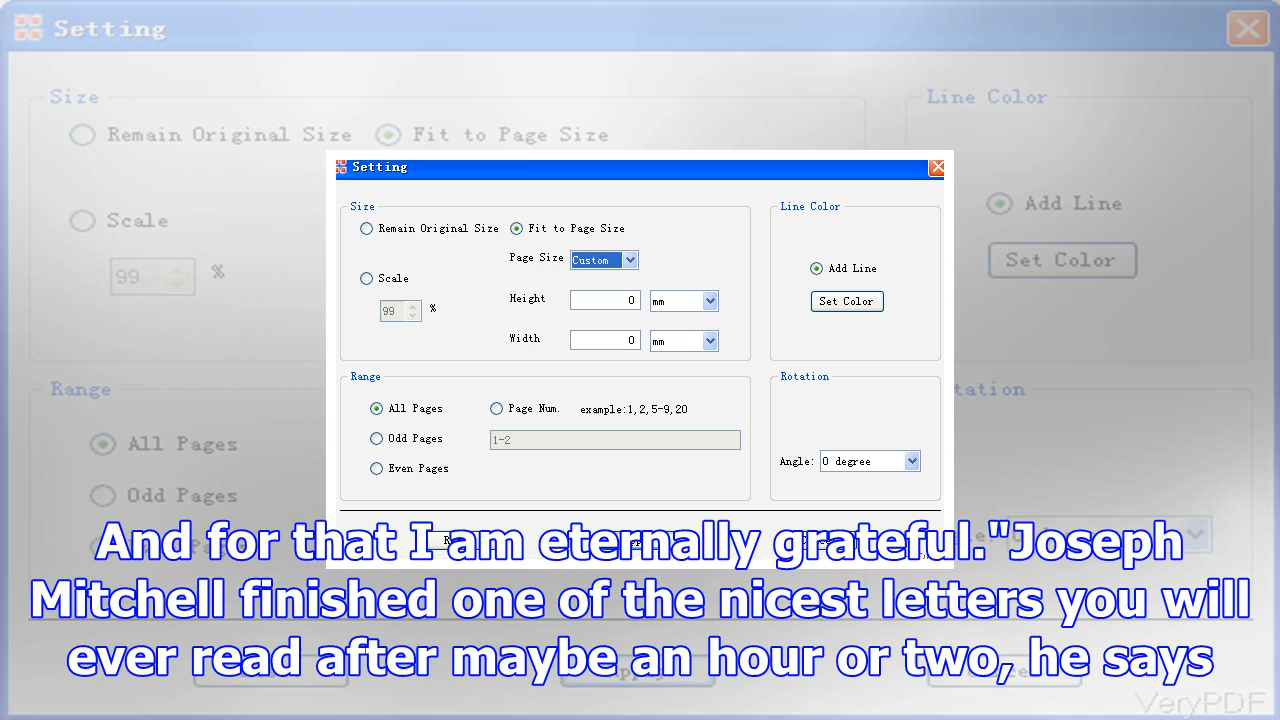 Setting
Size
Line Color
Remain Original Size
Fit to Page Size
Scale
99
%
Add Line
Set Color
Range
All Pages
Odd Pages
Setting
Size
Line Color
Remain Original Size
Fit to Page Size
Page Size
Custom
Scale
Add Line
Height
0
mm
99
%
Set Color
Width
0
mm
Range
Rotation
All Pages
Page Num.
example:1,2,5-9,20
Odd Pages
1-2
Even Pages
Angle:
0 degree
And for that I am eternally grateful."Joseph
Mitchell finished one of the nicest letters you will
ever read after maybe an hour or two, he says
VeryPDF